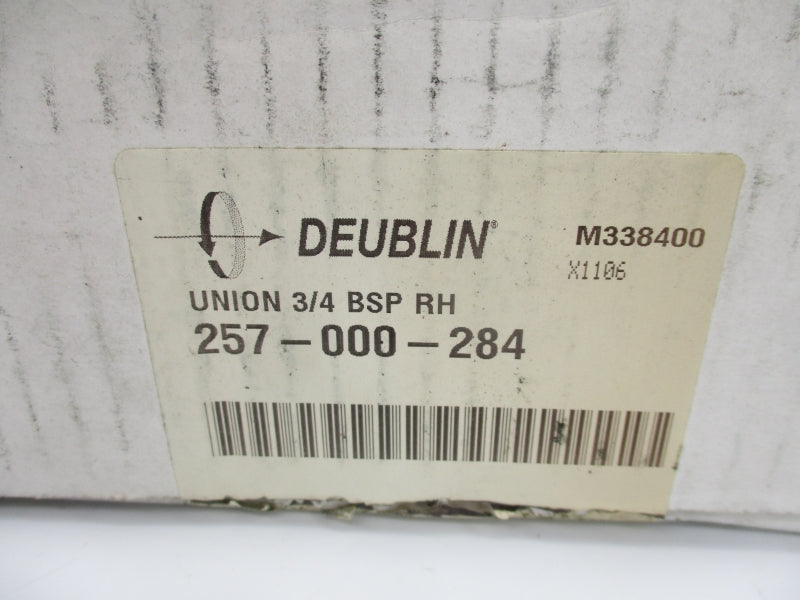 DEUBLIN® M338400
X1106
UNION 3/4 BSP RH
257-000-284